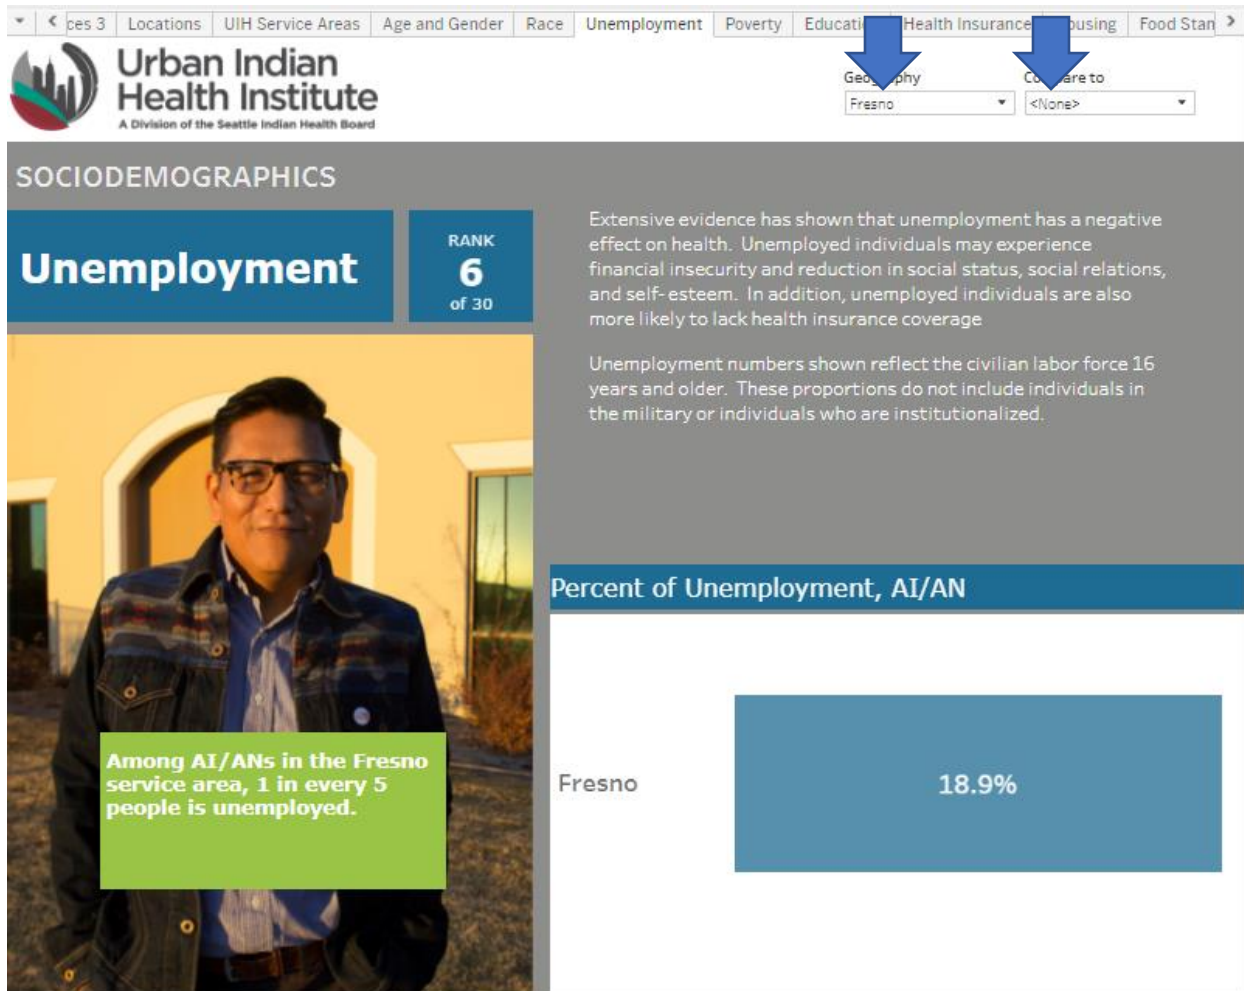 ces 3 Locations UIH Service Areas Age and Gender Race Unemployment Poverty Health Insurance Food Stan
Urban Indian
Health Institute
A Division of the Seattle Indian Health Board
Fresno
<None>
SOCIODEMOGRAPHICS
Unemployment
RANK
6
of 30
Extensive evidence has shown that unemployment has a negative
effect on health. Unemployed individuals may experience
financial insecurity and reduction in social status, social relations,
and self-esteem. In addition, unemployed individuals are also
more likely to lack health insurance coverage
Unemployment numbers shown reflect the civilian labor force 16
years and older. These proportions do not include individuals in
the military or individuals who are institutionalized.
Among AI/ANs in the Fresno
service area, 1 in every 5
people is unemployed.
Percent of Unemployment, AI/AN
Fresno
18.9%